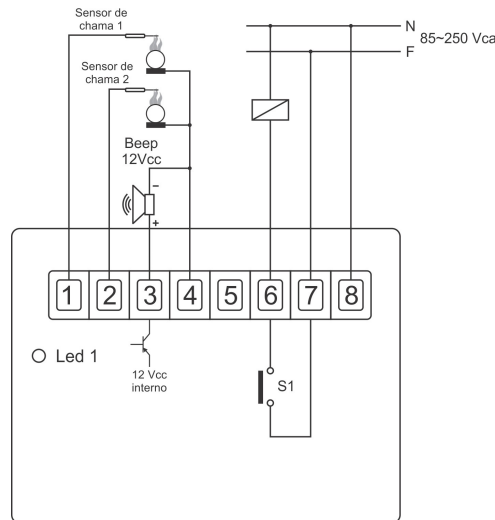 Sensor de
chama 1
N
85~250 Vca
F
Sensor de
chama 2
Beep
12Vcc
–
+
1 2 3 4 5 6 7 8
Led 1
12 Vcc
interno
S1